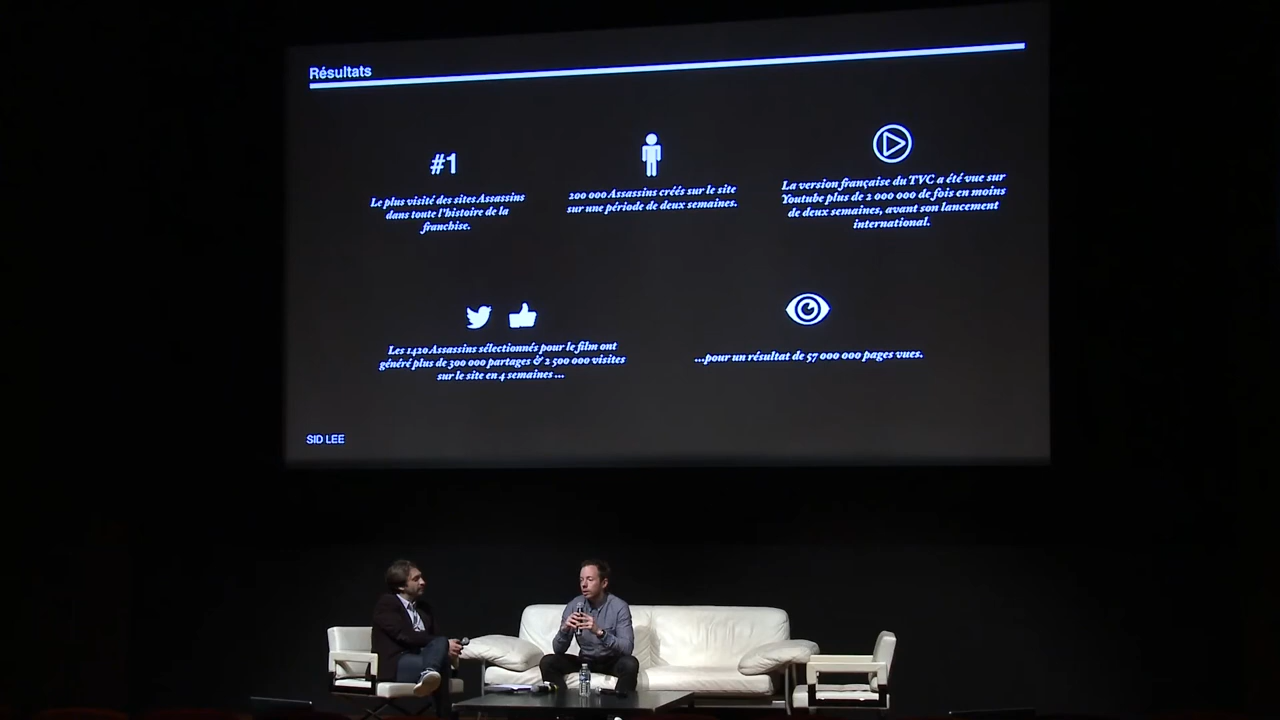 Résultats
#1
Le plus visité des sites Assassins
dans toute l'histoire de la
franchise.
200 000 Assassins créés sur le site
sur une période de deux semaines.
La version française du TVC a été vue sur
Youtube plus de 2 000 000 de fois en moins
de deux semaines, avant son lancement
international.
Les 1420 Assassins sélectionnés pour le film ont
généré plus de 300 000 partages & 2 500 000 visites
sur le site en 4 semaines ...
...pour un résultat de 57 000 000 pages vues.
SID LEE